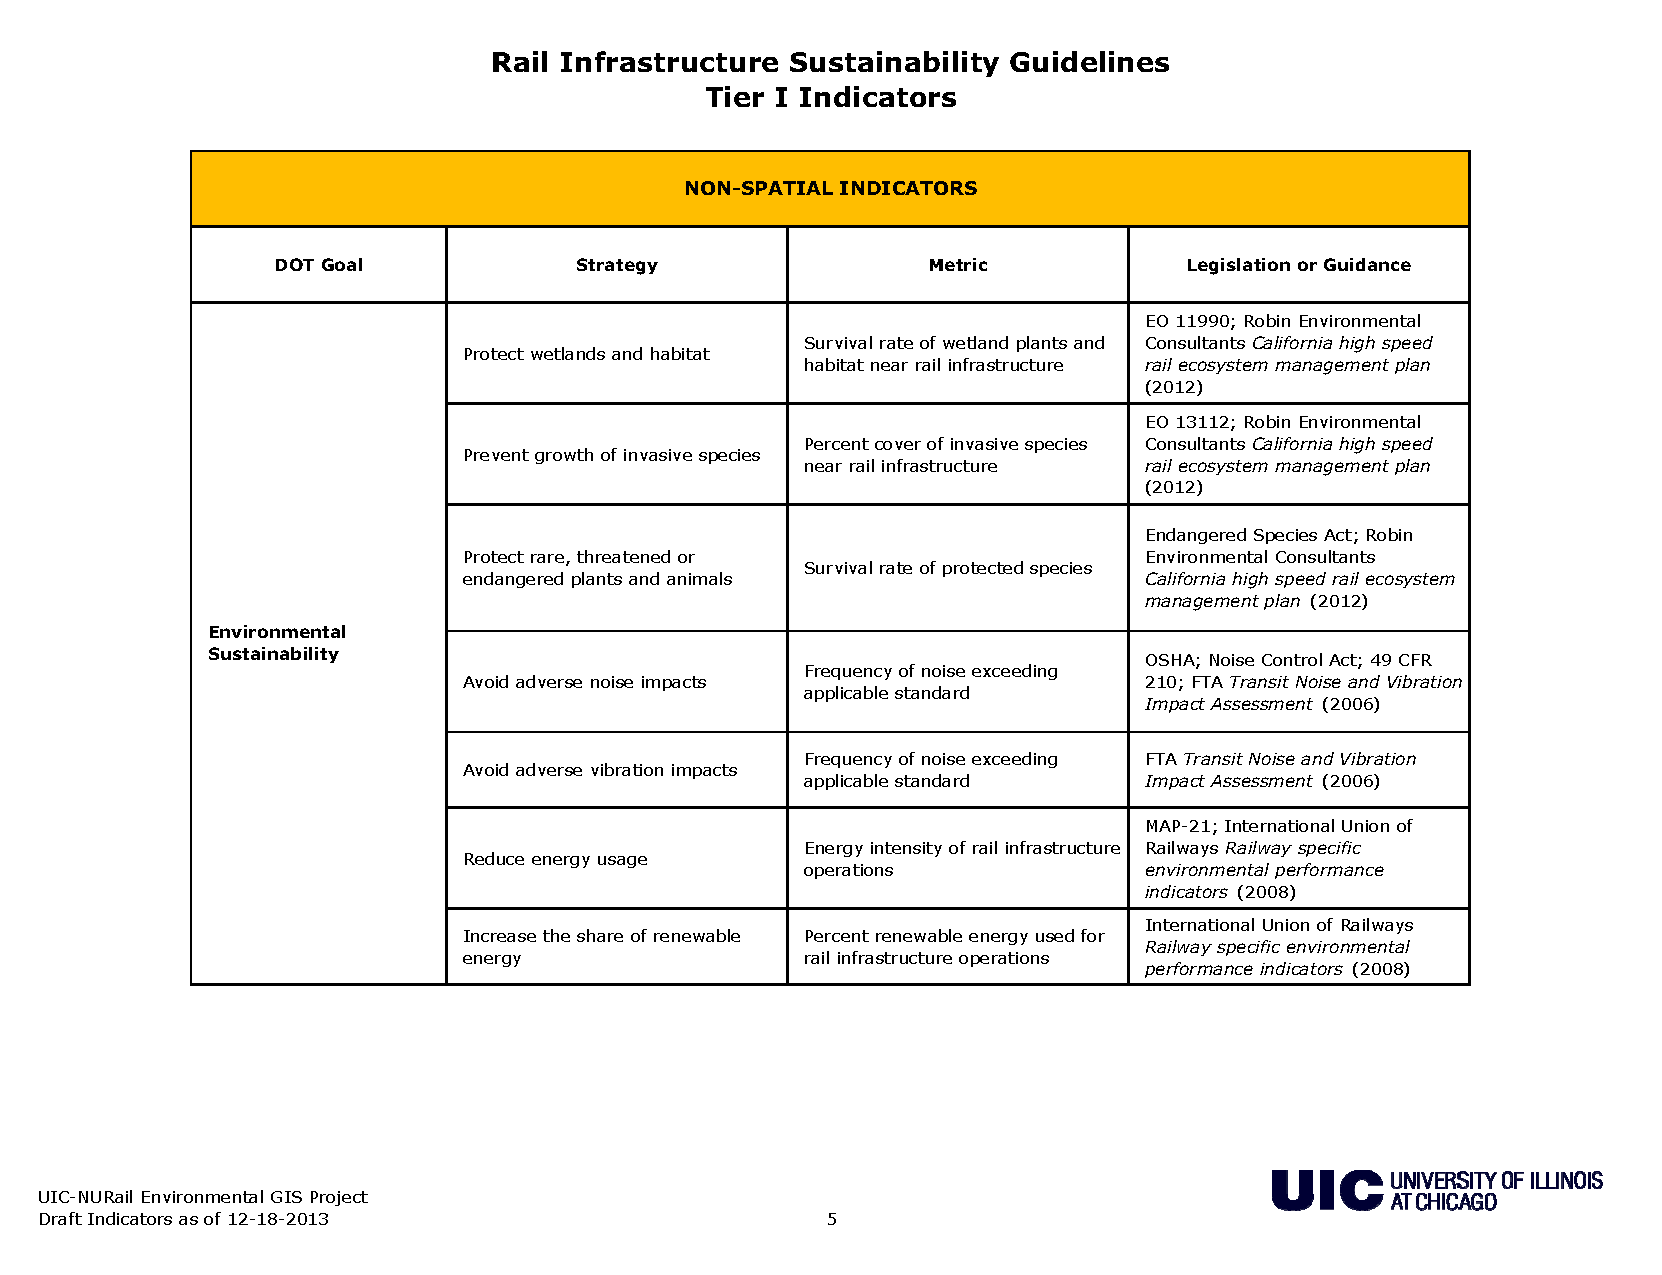 Rail Infrastructure Sustainability Guidelines
Tier I Indicators
NON-SPATIAL INDICATORS
DOT Goal
Strategy
Metric
Legislation or Guidance
Environmental
Sustainability
Protect wetlands and habitat
Survival rate of wetland plants and
habitat near rail infrastructure
EO 11990; Robin Environmental
Consultants California high speed
rail ecosystem management plan
(2012)
Prevent growth of invasive species
Percent cover of invasive species
near rail infrastructure
EO 13112; Robin Environmental
Consultants California high speed
rail ecosystem management plan
(2012)
Protect rare, threatened or
endangered plants and animals
Survival rate of protected species
Endangered Species Act; Robin
Environmental Consultants
California high speed rail ecosystem
management plan (2012)
Avoid adverse noise impacts
Frequency of noise exceeding
applicable standard
OSHA; Noise Control Act; 49 CFR
210; FTA Transit Noise and Vibration
Impact Assessment (2006)
Avoid adverse vibration impacts
Frequency of noise exceeding
applicable standard
FTA Transit Noise and Vibration
Impact Assessment (2006)
Reduce energy usage
Energy intensity of rail infrastructure
operations
MAP-21; International Union of
Railways Railway specific
environmental performance
indicators (2008)
Increase the share of renewable
energy
Percent renewable energy used for
rail infrastructure operations
International Union of Railways
Railway specific environmental
performance indicators (2008)
UIC-NURail Environmental GIS Project
Draft Indicators as of 12-18-2013
5
UIC UNIVERSITY OF ILLINOIS
AT CHICAGO